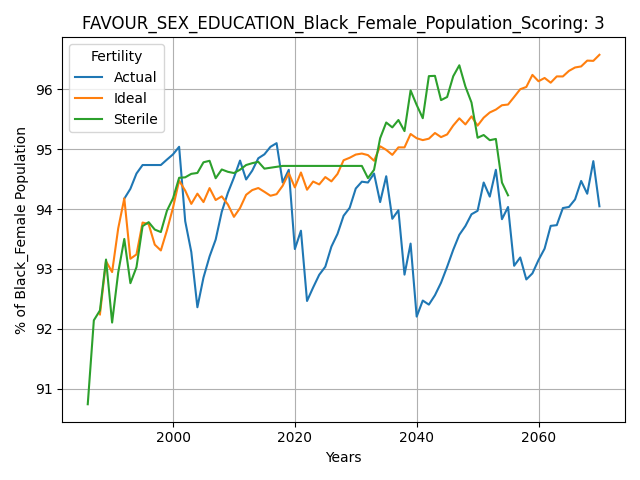 FAVOUR_SEX_EDUCATION_Black_Female_Population_Scoring: 3
Fertility
Actual
Ideal
Sterile
% of Black_Female Population
96
95
94
93
92
91
2000
2020
2040
2060
Years